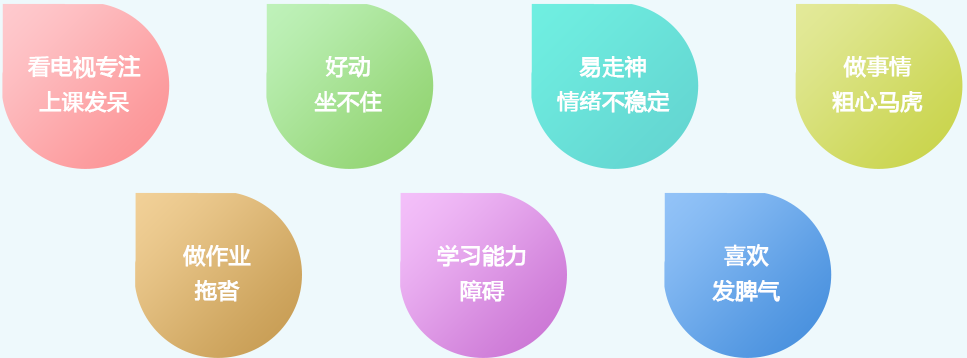 看电视专注
上课发呆
好动
坐不住
易走神
情绪不稳定
做事情
粗心马虎
做作业
拖沓
学习能力
障碍
喜欢
发脾气